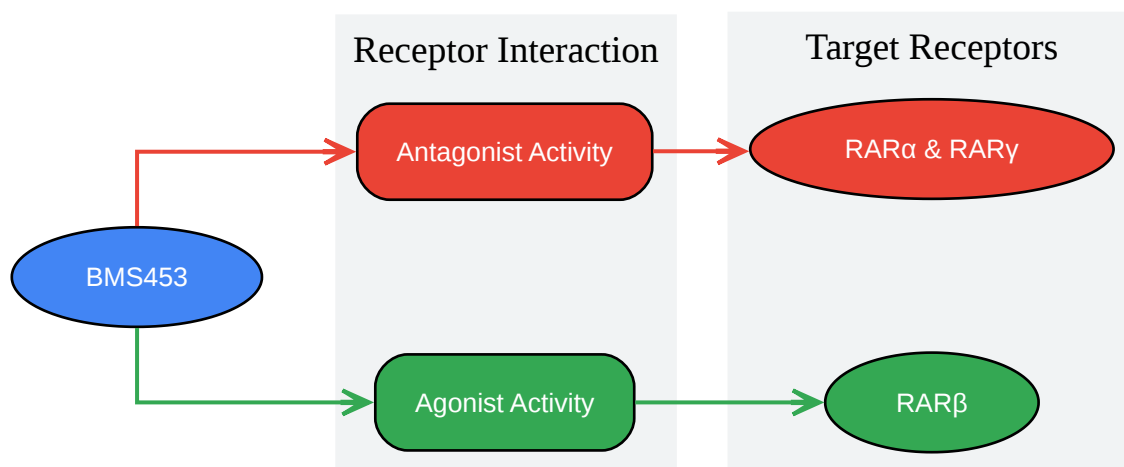 Receptor Interaction
Target Receptors
Antagonist Activity
RARα & RARγ
BMS453
Agonist Activity
RARβ